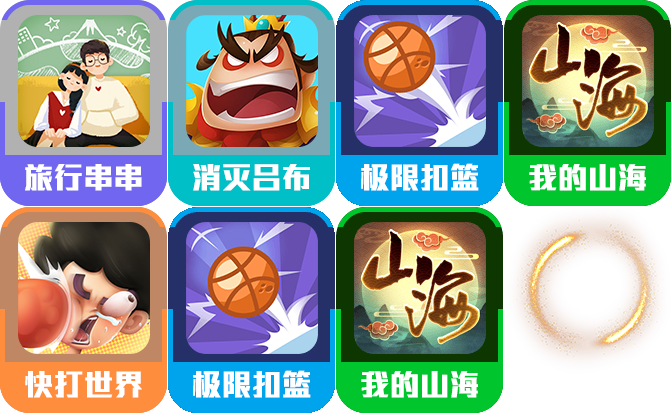 山海
旅行串串
消灭吕布
极限扣篮
我的山海
山海
快打世界
极限扣篮
我的山海